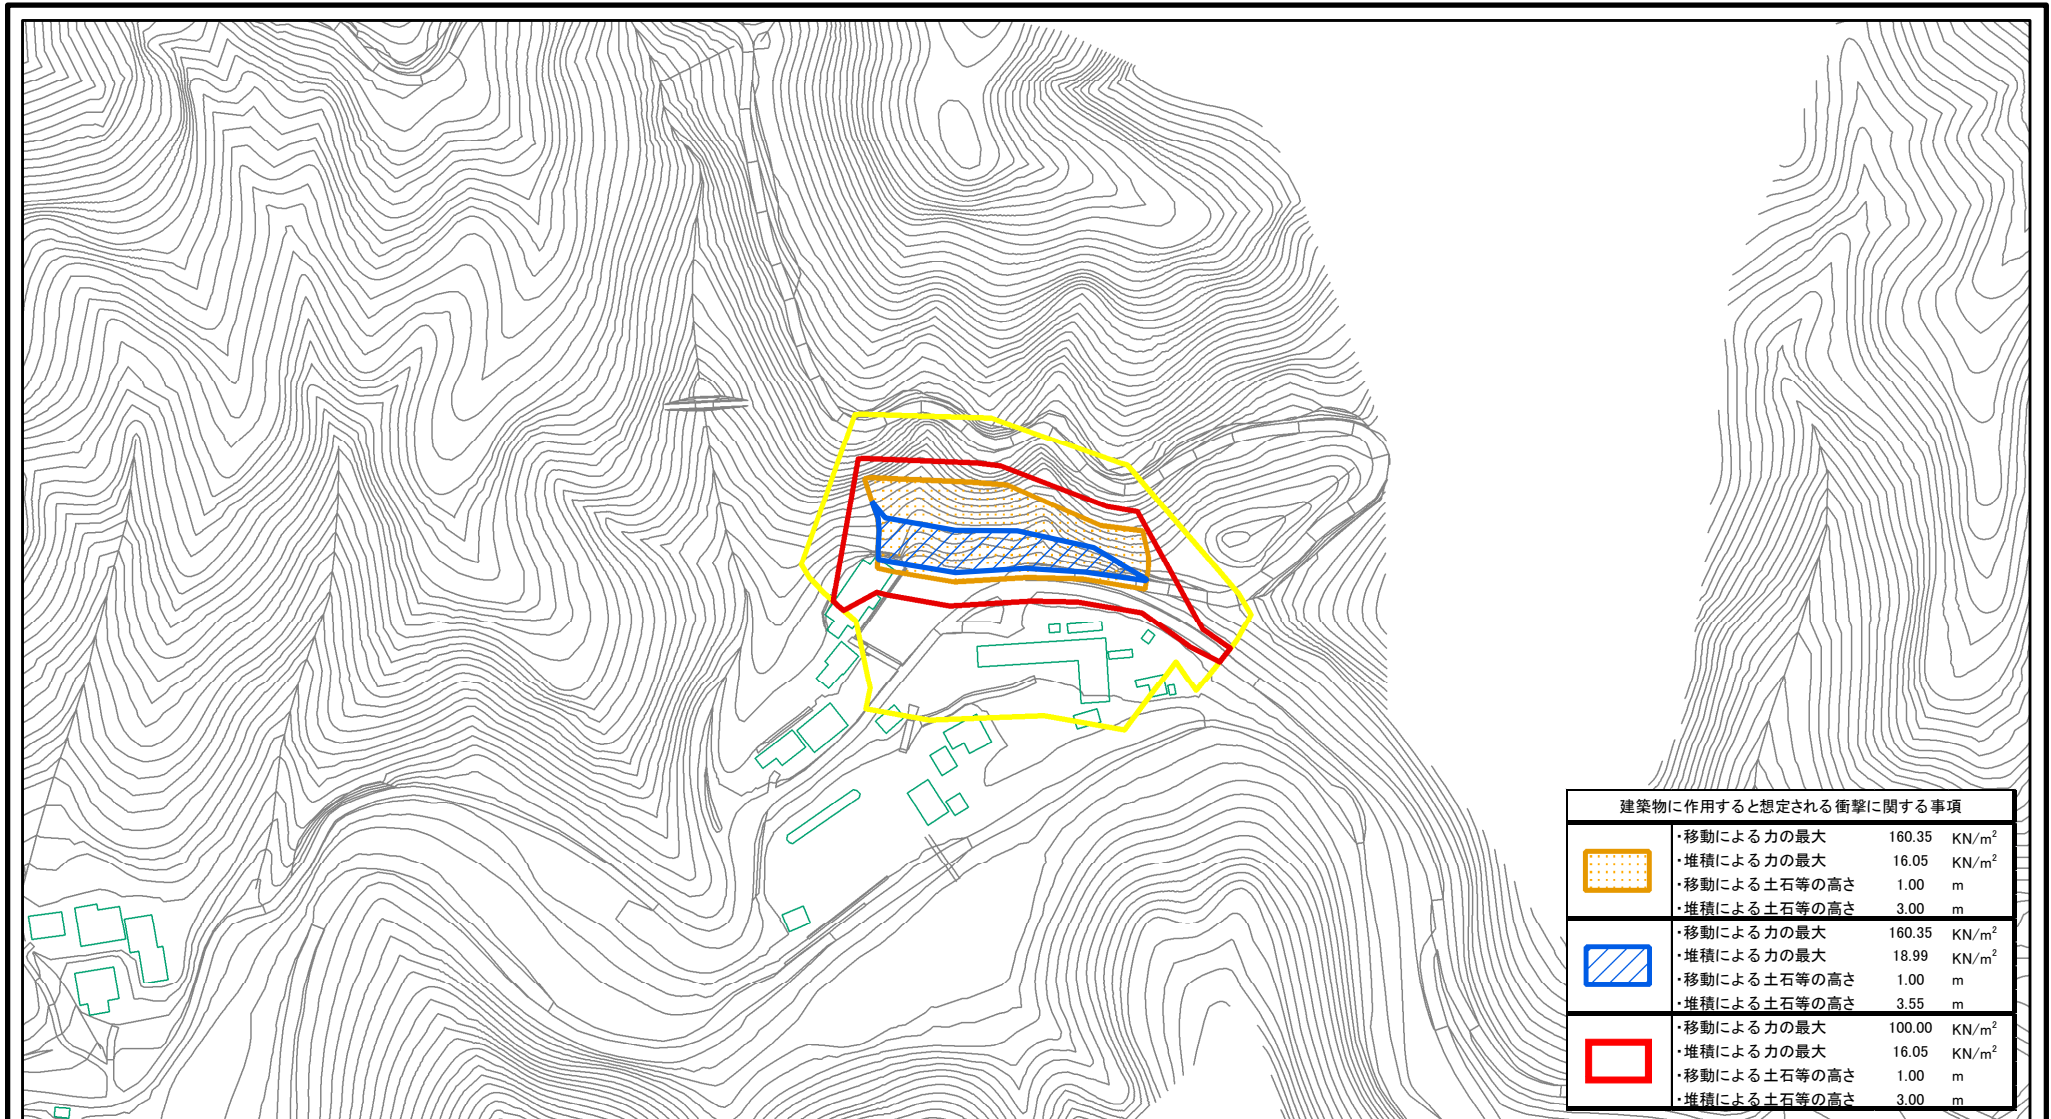 建築物に作用すると想定される衝撃に関する事項
・移動による力の最大 160.35 KN/m²
・堆積による力の最大 16.05 KN/m²
・移動による土石等の高さ 1.00 m
・堆積による土石等の高さ 3.00 m
・移動による力の最大 160.35 KN/m²
・堆積による力の最大 18.99 KN/m²
・移動による土石等の高さ 1.00 m
・堆積による土石等の高さ 3.55 m
・移動による力の最大 100.00 KN/m²
・堆積による力の最大 16.05 KN/m²
・移動による土石等の高さ 1.00 m
・堆積による土石等の高さ 3.00 m